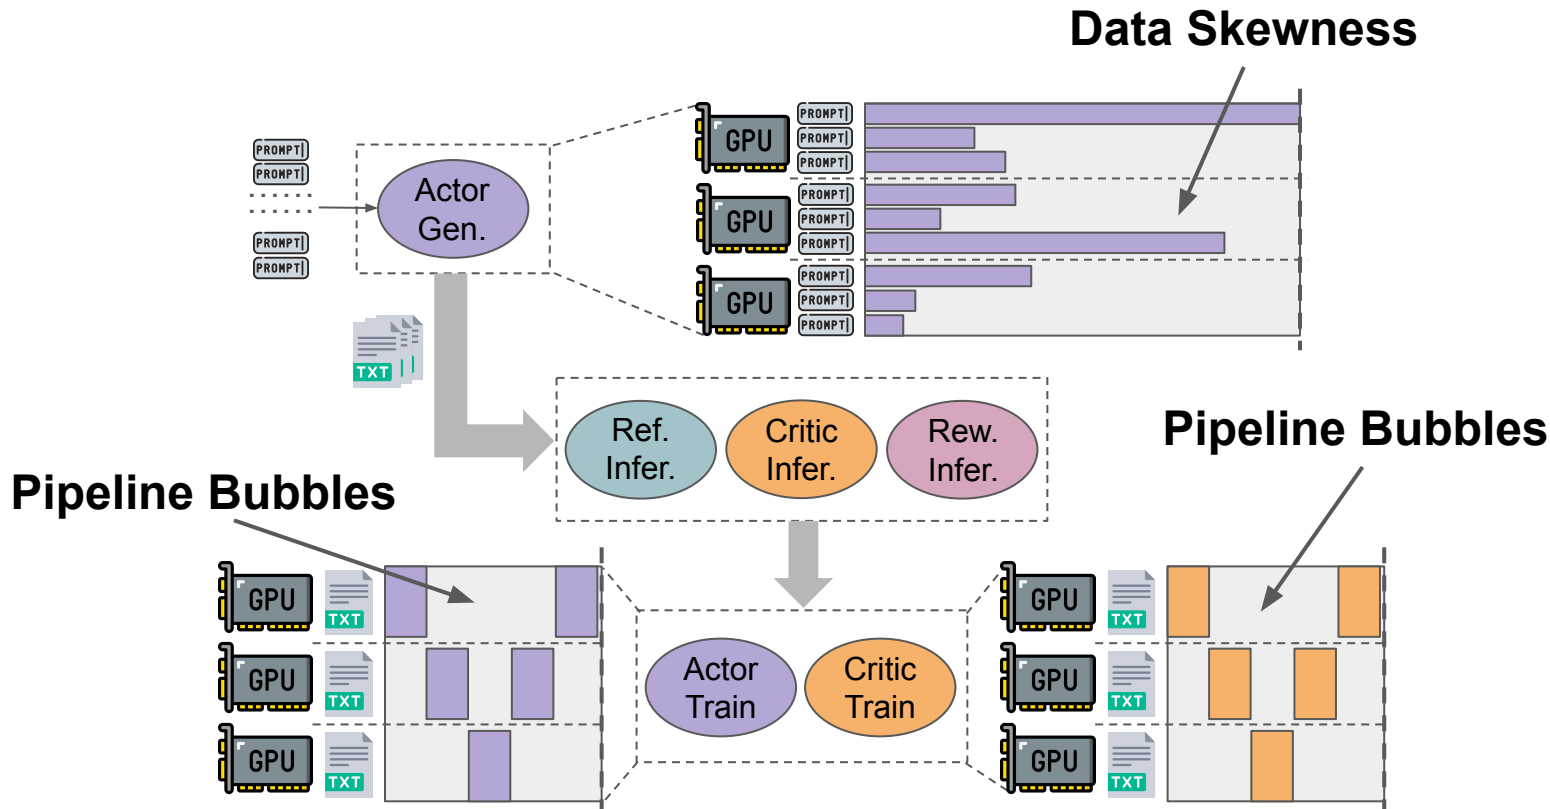 Data Skewness
PROMPT
PROMPT
PROMPT
PROMPT
Actor
Gen.
GPU
PROMPT
PROMPT
PROMPT
GPU
PROMPT
PROMPT
PROMPT
GPU
PROMPT
PROMPT
PROMPT
TXT
Ref.
Infer.
Critic
Infer.
Rew.
Infer.
Pipeline Bubbles
Pipeline Bubbles
GPU
TXT
GPU
TXT
GPU
TXT
Actor
Train
Critic
Train
GPU
TXT
GPU
TXT
GPU
TXT